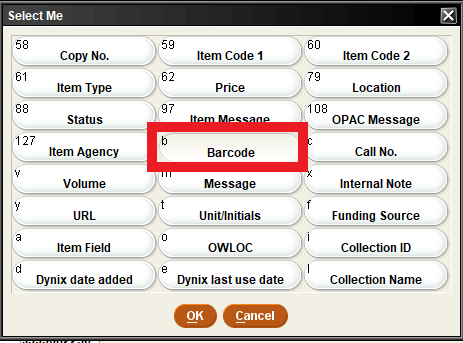 Select Me
58 Copy No.
59 Item Code 1
60 Item Code 2
61 Item Type
62 Price
79 Location
88 Status
97 Item Message
108 OPAC Message
127 Item Agency
b Barcode
c Call No.
v Volume
m Message
x Internal Note
y URL
t Unit/Initials
f Funding Source
a Item Field
o OWLOC
i Collection ID
d Dynix date added
e Dynix last use date
l Collection Name
OK
Cancel